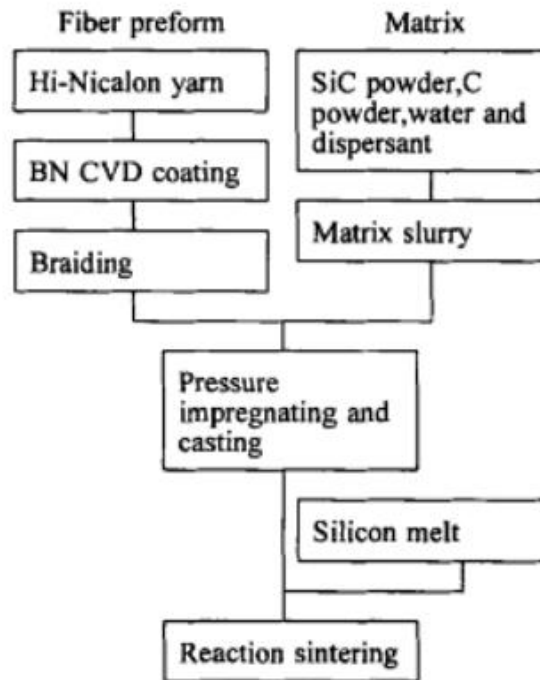 Fiber preform
Matrix
Hi-Nicalon yarn
SiC powder,C
powder,water and
dispersant
BN CVD coating
Matrix slurry
Braiding
Pressure
impregnating and
casting
Silicon melt
Reaction sintering